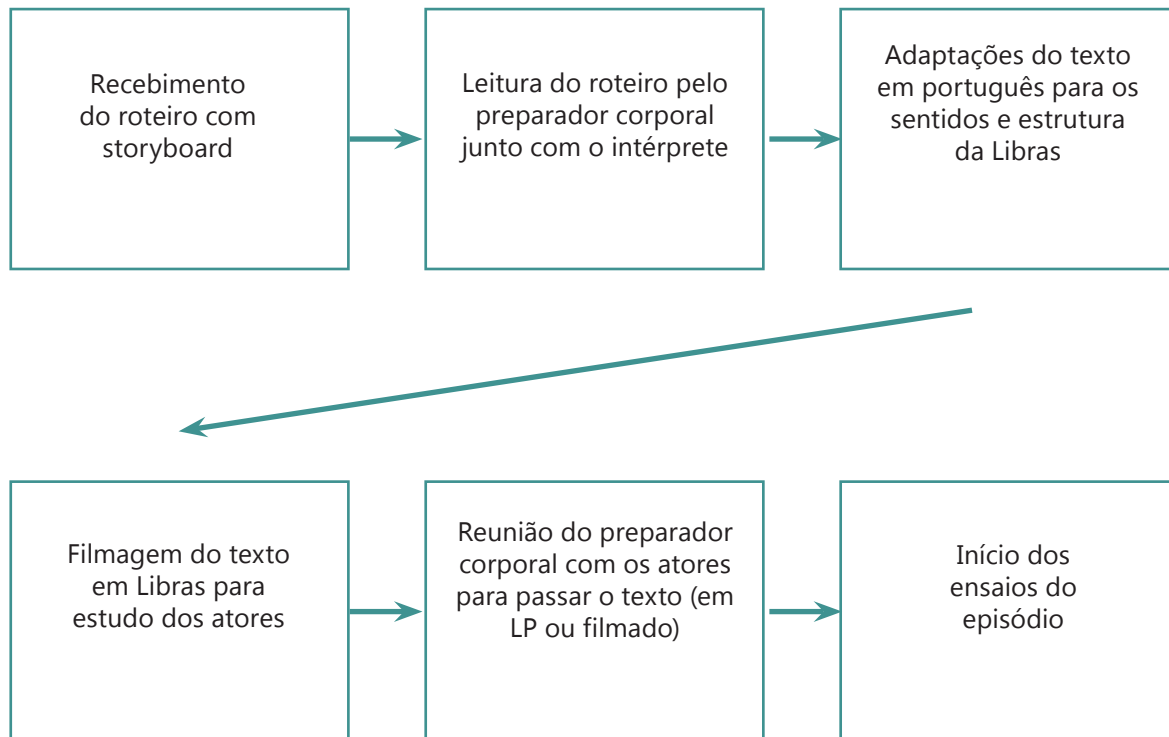 Recebimento
do roteiro com
storyboard
Leitura do roteiro pelo
preparador corporal
junto com o intérprete
Adaptações do texto
em português para os
sentidos e estrutura
da Libras
Filmagem do texto
em Libras para
estudo dos atores
Reunião do preparador
corporal com os atores
para passar o texto (em
LP ou filmado)
Início dos
ensaios do
episódio